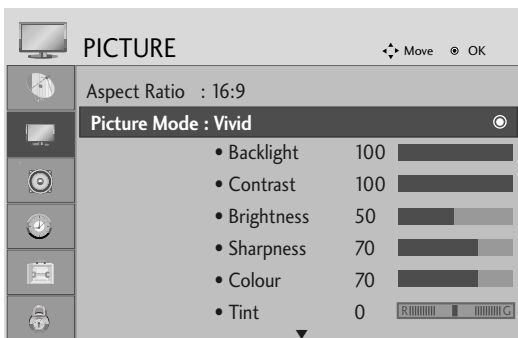 PICTURE
Move OK
Aspect Ratio : 16:9
Picture Mode : Vivid
• Backlight 100
• Contrast 100
• Brightness 50
• Sharpness 70
• Colour 70
• Tint 0 R G